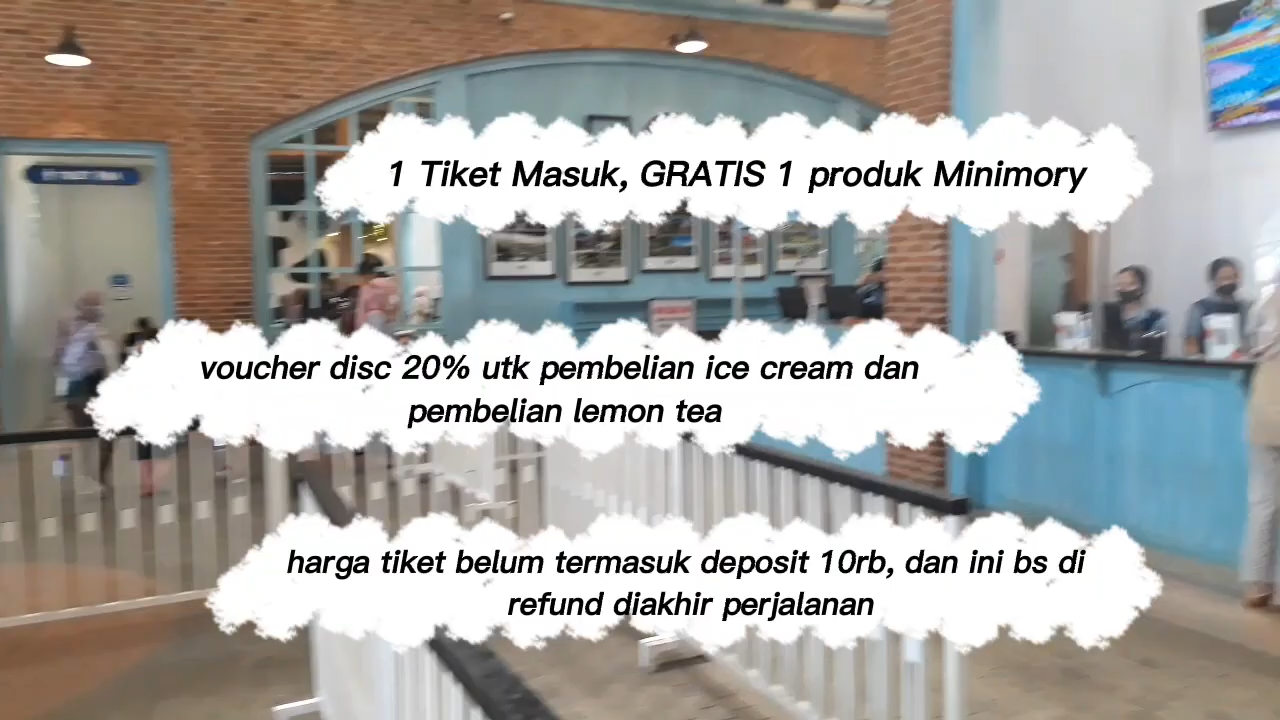 1 Tiket Masuk, GRATIS 1 produk Minimory
voucher disc 20% utk pembelian ice cream dan
pembelian lemon tea
harga tiket belum termasuk deposit 10rb, dan ini bs di
refund diakhir perjalanan